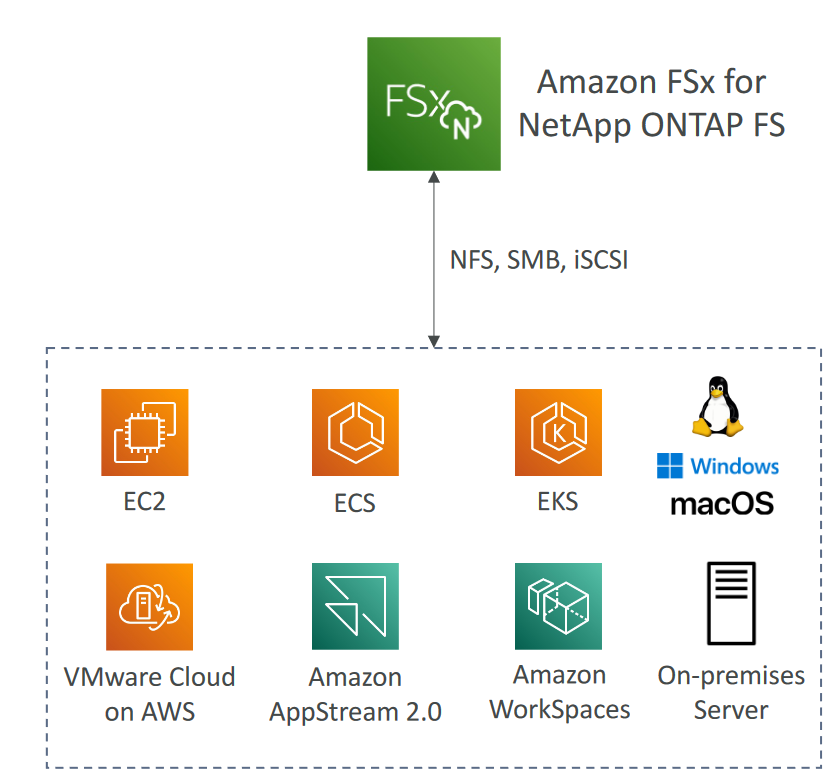 FSx
N
Amazon FSx for
NetApp ONTAP FS
NFS, SMB, iSCSI
EC2
ECS
K
EKS
Windows
macOS
VMware Cloud
on AWS
Amazon
AppStream 2.0
Amazon
WorkSpaces
On-premises
Server